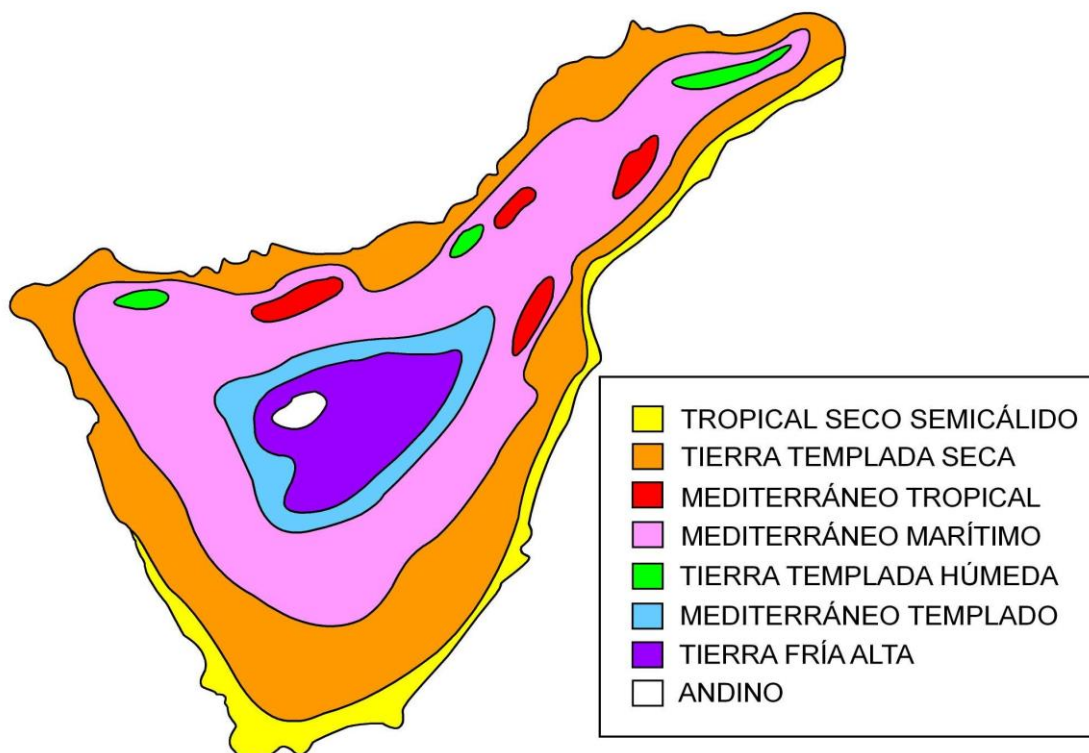 TROPICAL SECO SEMICÁLIDO
TIERRA TEMPLADA SECA
MEDITERRÁNEO TROPICAL
MEDITERRÁNEO MARÍTIMO
TIERRA TEMPLADA HÚMEDA
MEDITERRÁNEO TEMPLADO
TIERRA FRÍA ALTA
ANDINO